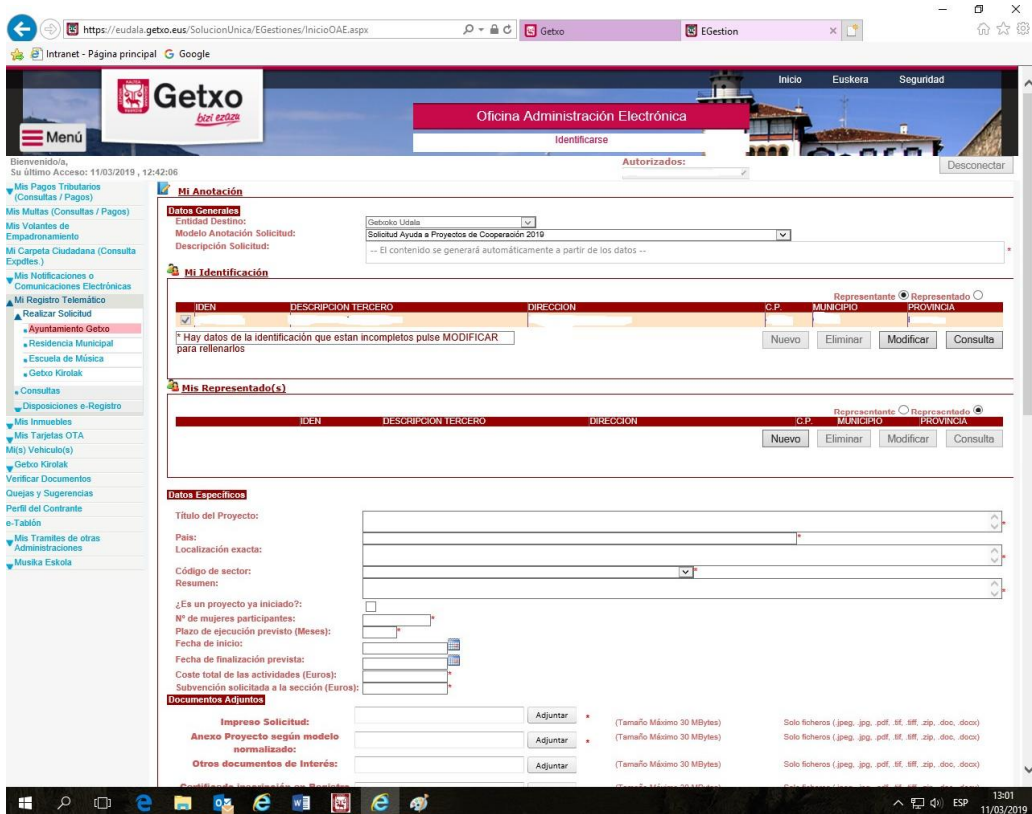 https://eudala.getxo.eus/SolucionUnica/EGestiones/InicioOAE.aspx
Getxo
EGestion
Intranet - Página principal
Google
Getxo
bizi ezazu
Menú
Inicio Euskera Seguridad
Oficina Administración Electrónica
Identificarse
Bienvenido/a,
Su último Acceso: 11/03/2019 , 12:42:06
Autorizados:
Desconectar
Mis Pagos Tributarios
(Consultas / Pagos)
Mis Multas (Consultas / Pagos)
Mis Volantes de
Empadronamiento
Mi Carpeta Ciudadana (Consulta
Expdtes.)
Mis Notificaciones o
Comunicaciones Electrónicas
Mi Registro Telemático
Realizar Solicitud
Ayuntamiento Getxo
Residencia Municipal
Escuela de Música
Getxo Kirolak
Consultas
Disposiciones e-Registro
Mis Inmuebles
Mis Tarjetas OTA
Mi(s) Vehiculo(s)
Getxo Kirolak
Verificar Documentos
Quejas y Sugerencias
Perfil del Contrante
e-Tablón
Mis Tramites de otras
Administraciones
Musika Eskola
Mi Anotación
Datos Generales
Entidad Destino: Getxoko Udala
Modelo Anotación Solicitud: Solicitud Ayuda a Proyectos de Cooperación 2019
Descripción Solicitud: -- El contenido se generará automáticamente a partir de los datos -- *
Mi Identificación
Representante Representado
IDEN DESCRIPCION TERCERO DIRECCION C.P. MUNICIPIO PROVINCIA
* Hay datos de la identificación que estan incompletos pulse MODIFICAR
para rellenarlos
Nuevo Eliminar Modificar Consulta
Mis Representado(s)
Representante Representado
IDEN DESCRIPCION TERCERO DIRECCION C.P. MUNICIPIO PROVINCIA
Nuevo Eliminar Modificar Consulta
Datos Específicos
Título del Proyecto: *
Pais: *
Localización exacta: *
Código de sector: *
Resumen: *
¿Es un proyecto ya iniciado?:
Nº de mujeres participantes: *
Plazo de ejecución previsto (Meses): *
Fecha de inicio:
Fecha de finalización prevista:
Coste total de las actividades (Euros): *
Subvención solicitada a la sección (Euros): *
Documentos Adjuntos
Impreso Solicitud: Adjuntar * (Tamaño Máximo 30 MBytes) Solo ficheros (.jpeg, .jpg, .pdf, .tif, .tiff, .zip, .doc, .docx)
Anexo Proyecto según modelo
normalizado: Adjuntar * (Tamaño Máximo 30 MBytes) Solo ficheros (.jpeg, .jpg, .pdf, .tif, .tiff, .zip, .doc, .docx)
Otros documentos de Interés: Adjuntar (Tamaño Máximo 30 MBytes) Solo ficheros (.jpeg, .jpg, .pdf, .tif, .tiff, .zip, .doc, .docx)
ESP
13:01
11/03/2019